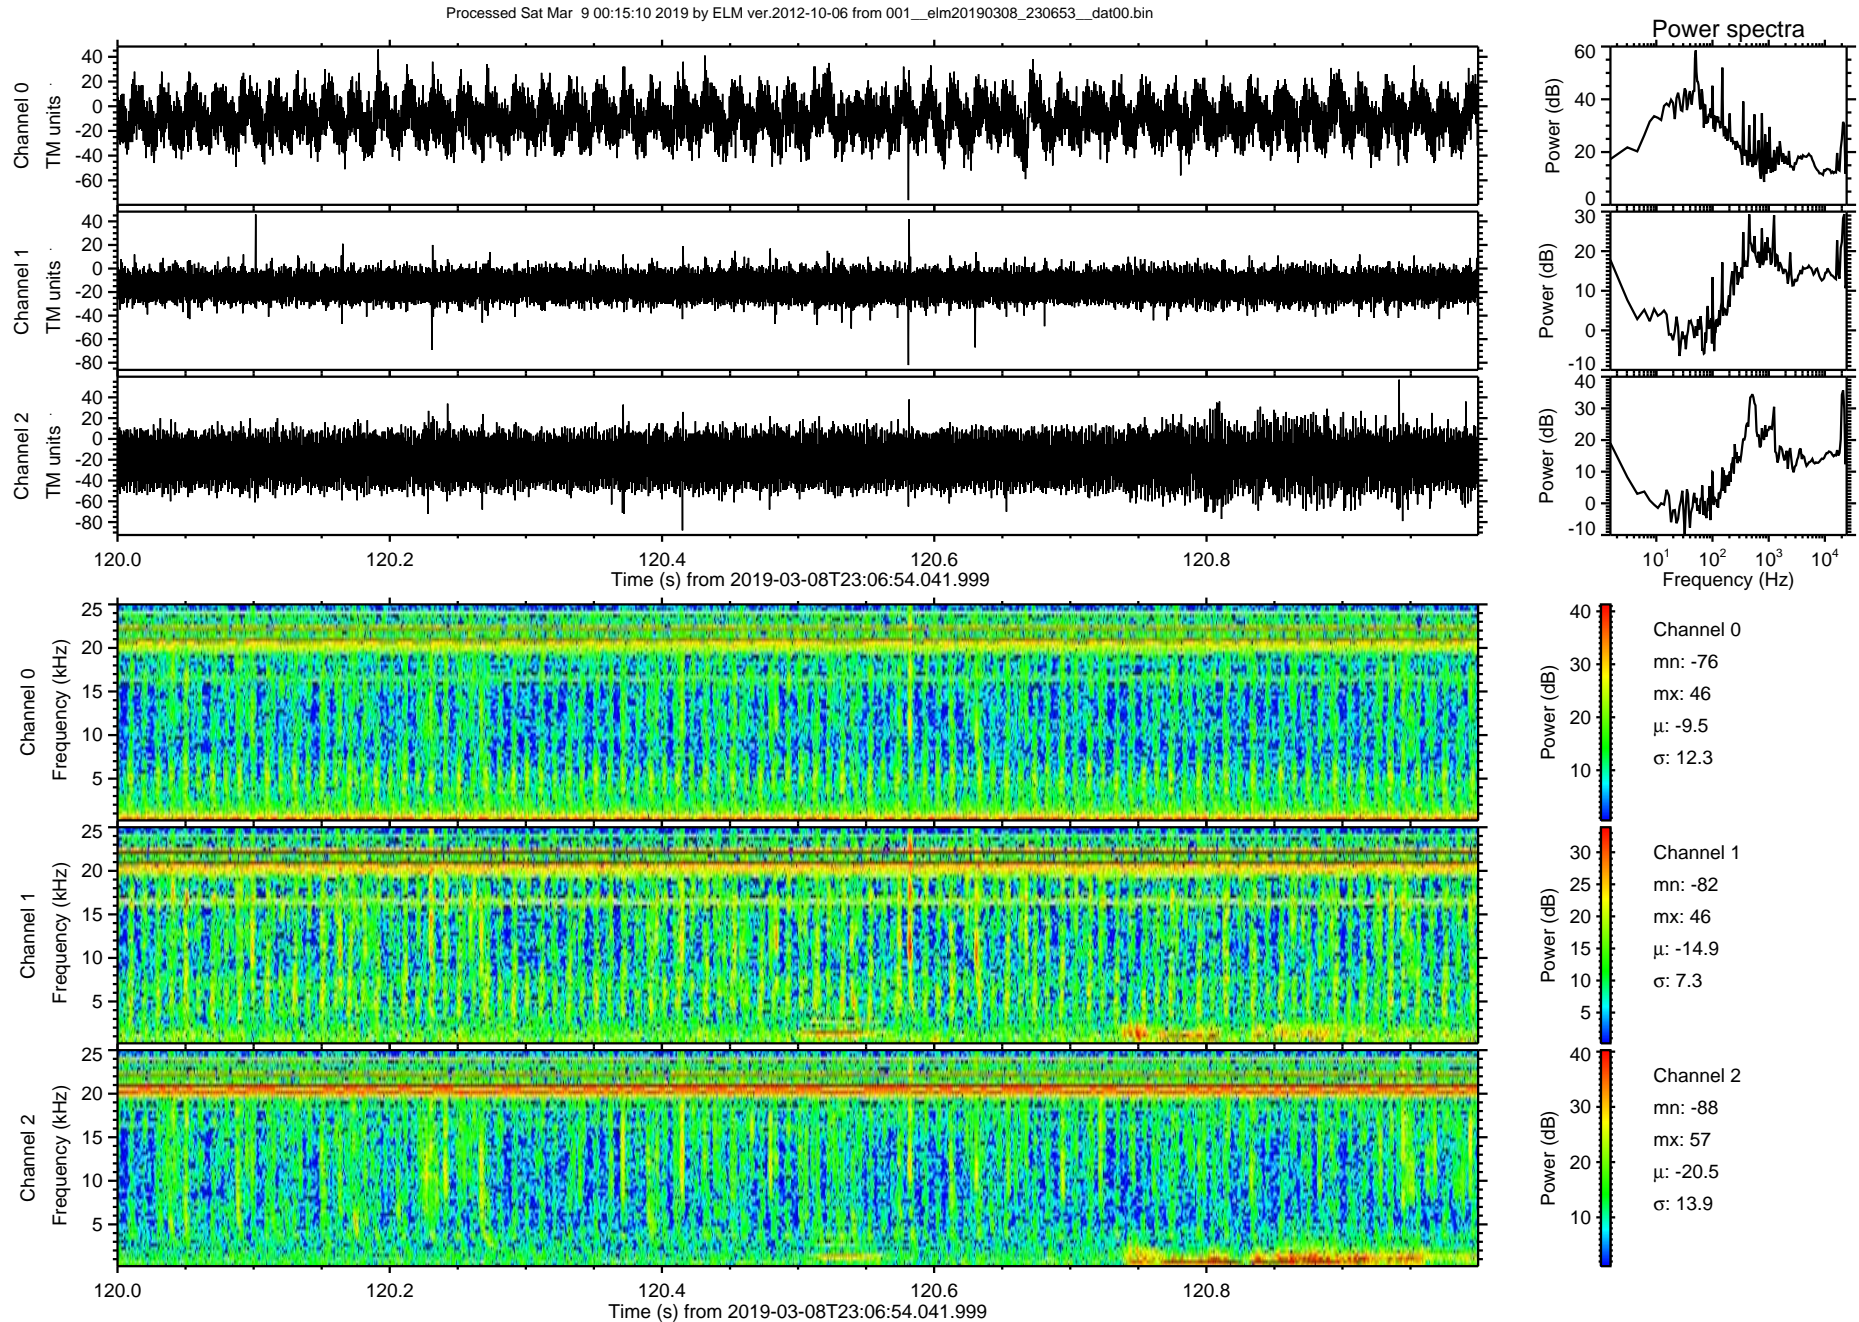 Processed Sat Mar  9 00:15:10 2019 by ELM ver.2012-10-06 from 001__elm20190308_230653__dat00.bin
Power spectra
Channel 0
TM units
40
20
0
-20
-40
-60
Power (dB)
60
40
20
0
Channel 1
TM units
40
20
0
-20
-40
-60
-80
Power (dB)
30
20
10
0
-10
Channel 2
TM units
40
20
0
-20
-40
-60
-80
Power (dB)
40
30
20
10
0
-10
120.0 120.2 120.4 120.6 120.8
Time (s) from 2019-03-08T23:06:54.041.999
10¹ 10² 10³ 10⁴
Frequency (Hz)
Channel 0
Frequency (kHz)
25
20
15
10
5
Power (dB)
40
30
20
10
Channel 0
mn: -76
mx: 46
μ: -9.5
σ: 12.3
Channel 1
Frequency (kHz)
25
20
15
10
5
Power (dB)
30
25
20
15
10
5
Channel 1
mn: -82
mx: 46
μ: -14.9
σ: 7.3
Channel 2
Frequency (kHz)
25
20
15
10
5
Power (dB)
40
30
20
10
Channel 2
mn: -88
mx: 57
μ: -20.5
σ: 13.9
120.0 120.2 120.4 120.6 120.8
Time (s) from 2019-03-08T23:06:54.041.999